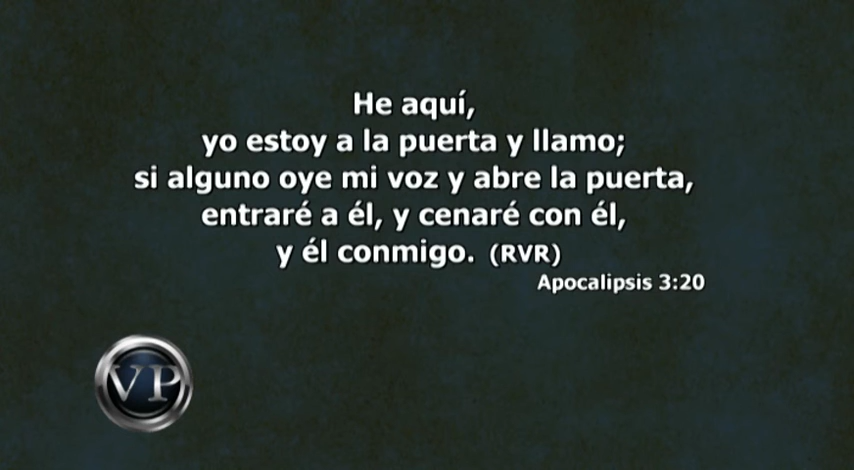 He aquí,
yo estoy a la puerta y llamo;
si alguno oye mi voz y abre la puerta,
entraré a él, y cenaré con él,
y él conmigo. (RVR)
Apocalipsis 3:20
VP